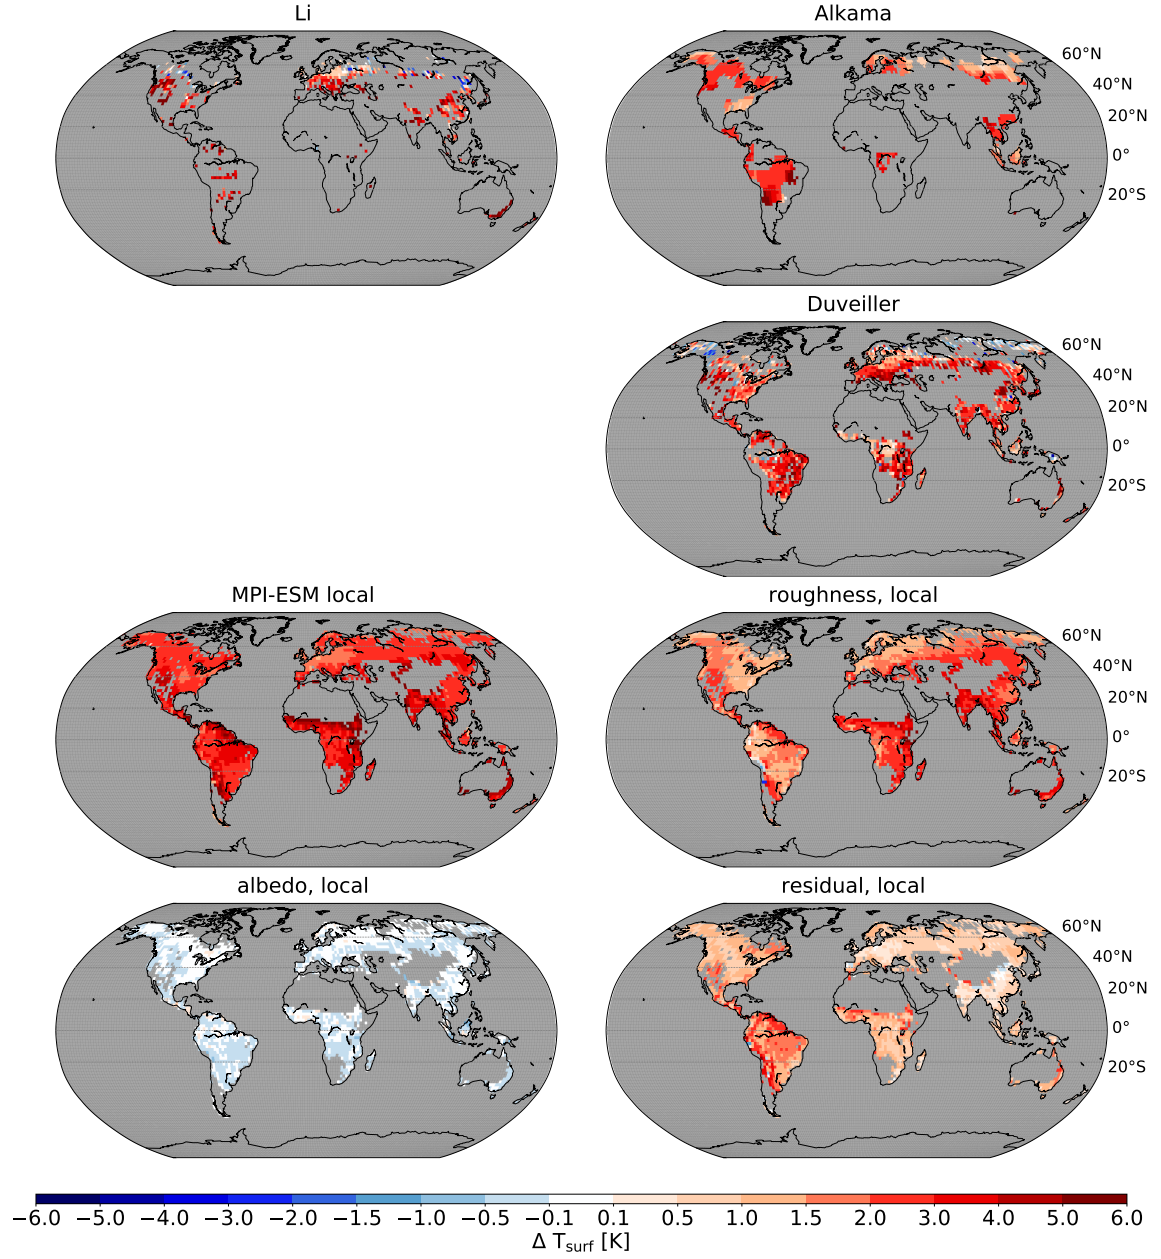 Li
Alkama
60°N
40°N
20°N
0°
20°S
Duveiller
60°N
40°N
20°N
0°
20°S
MPI-ESM local
roughness, local
60°N
40°N
20°N
0°
20°S
albedo, local
residual, local
60°N
40°N
20°N
0°
20°S
−6.0 −5.0 −4.0 −3.0 −2.0 −1.5 −1.0 −0.5 −0.1 0.1 0.5 1.0 1.5 2.0 3.0 4.0 5.0 6.0
Δ T_surf [K]